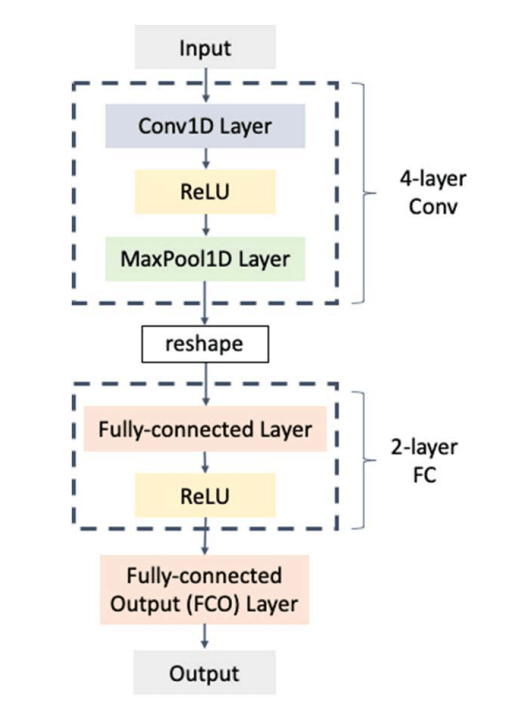 Input
Conv1D Layer
ReLU
MaxPool1D Layer
4-layer
Conv
reshape
Fully-connected Layer
ReLU
2-layer
FC
Fully-connected
Output (FCO) Layer
Output